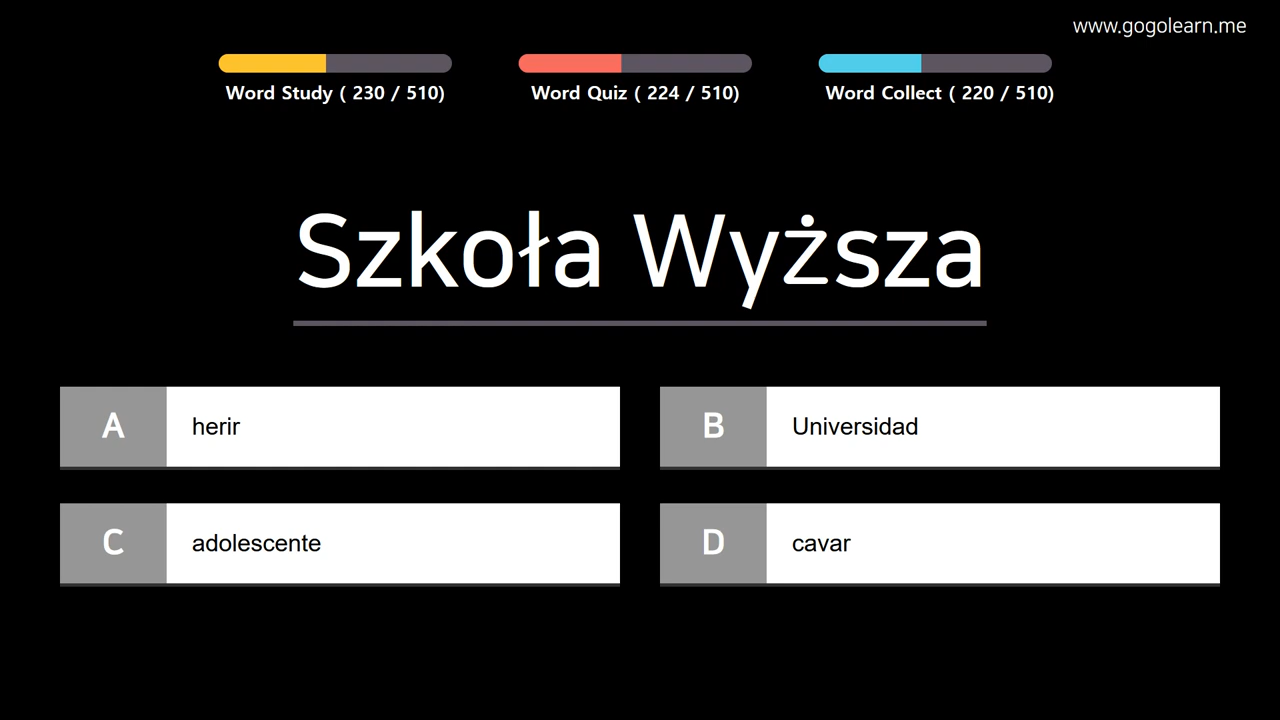 www.gogolearn.me
Word Study ( 230 / 510)
Word Quiz ( 224 / 510)
Word Collect ( 220 / 510)
Szkoła Wyższa
A herir
B Universidad
C adolescente
D cavar